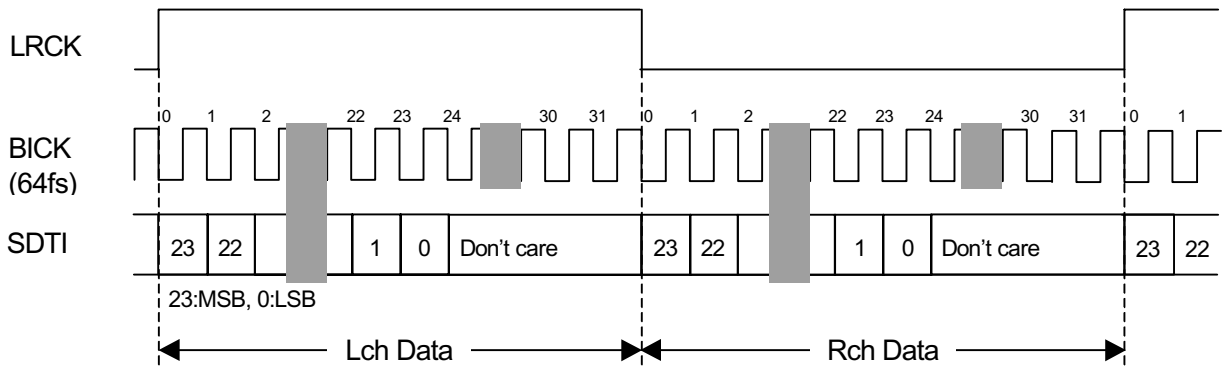 LRCK
0 1 2 22 23 24 30 31 0 1 2 22 23 24 30 31 0 1
BICK
(64fs)
SDTI 23 22 1 0 Don't care 23 22 1 0 Don't care 23 22
23:MSB, 0:LSB
Lch Data Rch Data